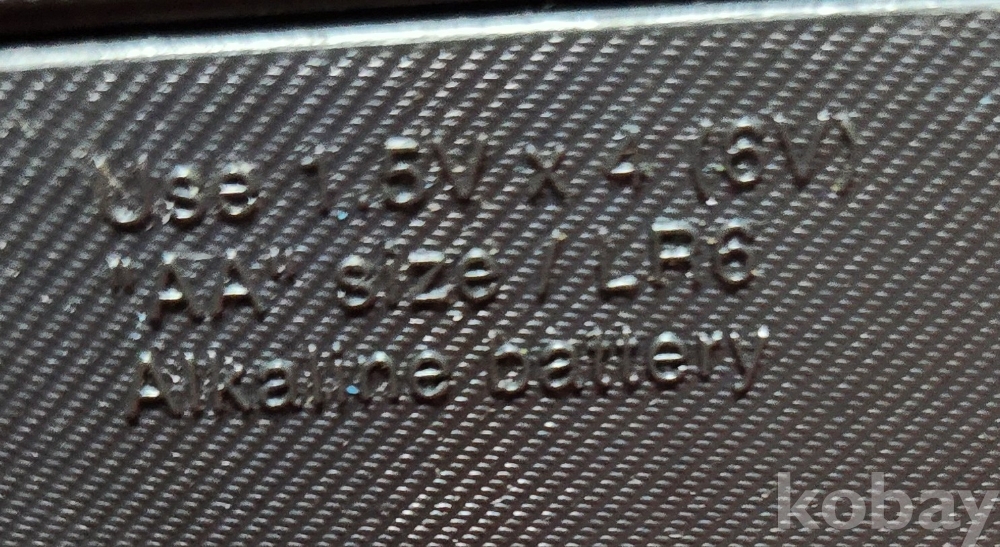 Use 1.5V x 4 (6V)
"AA" size / LR6
Alkaline battery
kobay